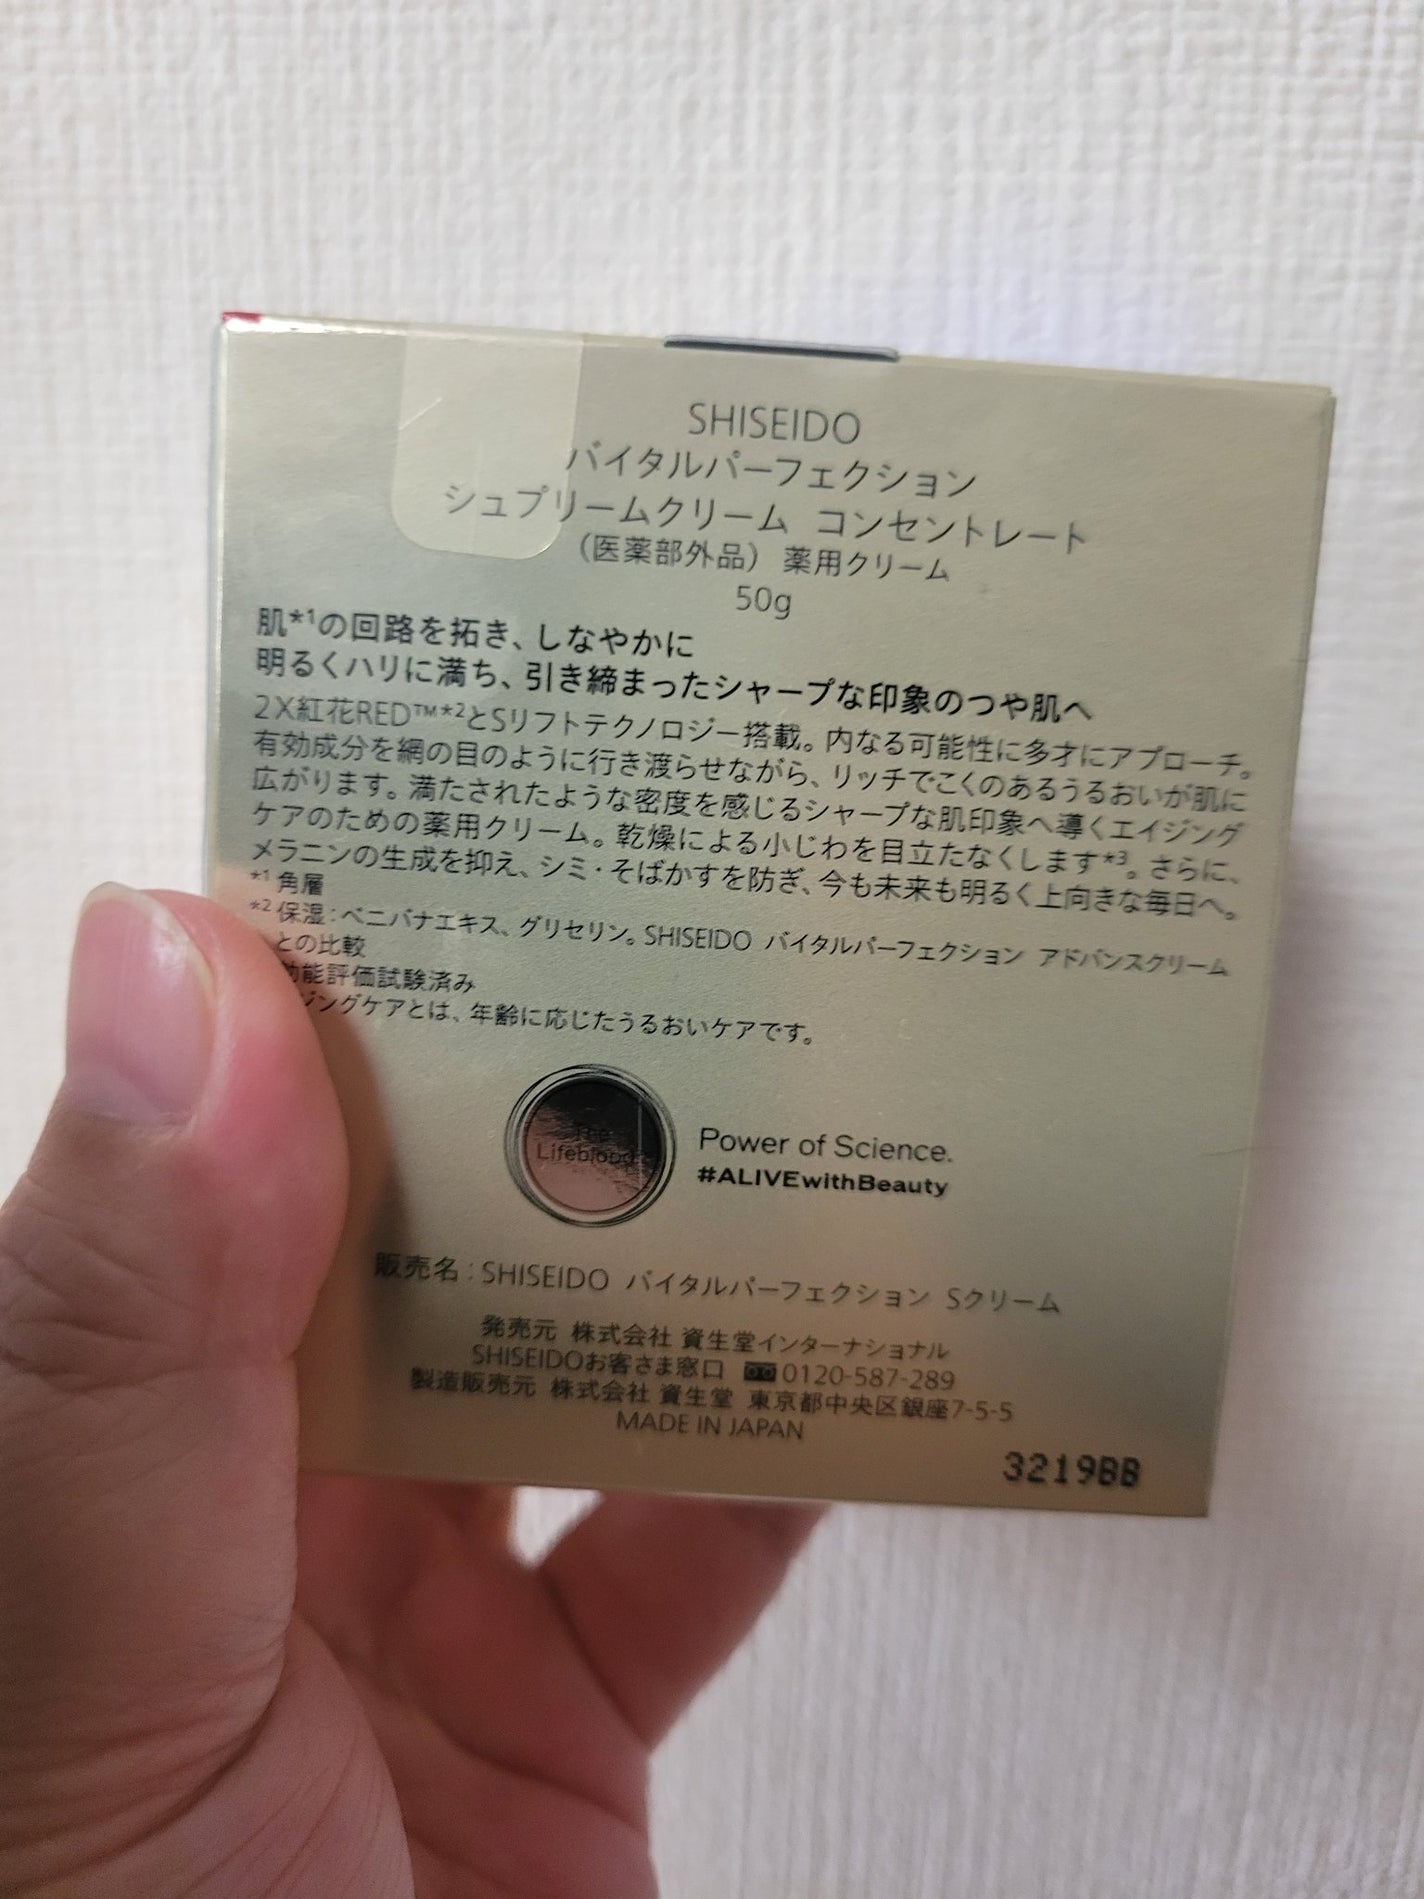 SHISEIDO
バイタルパーフェクション
シュプリームクリーム コンセントレート
（医薬部外品） 薬用クリーム
50g
肌*1の回路を拓き、しなやかに
明るくハリに満ち、引き締まったシャープな印象のつや肌へ
2X紅花RED™*2とSリフトテクノロジー搭載。内なる可能性に多才にアプローチ。
有効成分を網の目のように行き渡らせながら、リッチでこくのあるうるおいが肌に
広がります。満たされたような密度を感じるシャープな肌印象へ導くエイジング
ケアのための薬用クリーム。乾燥による小じわを目立たなくします*3。さらに、
メラニンの生成を抑え、シミ・そばかすを防ぎ、今も未来も明るく上向きな毎日へ。
*1 角層
*2 保湿：ベニバナエキス、グリセリン。SHISEIDO バイタルパーフェクション アドバンスクリーム
との比較
効能評価試験済み
ジングケアとは、年齢に応じたうるおいケアです。
The
Lifeblood
Power of Science.
#ALIVEwithBeauty
販売名：SHISEIDO バイタルパーフェクション Sクリーム
発売元 株式会社 資生堂インターナショナル
SHISEIDOお客さま窓口 0120-587-289
製造販売元 株式会社 資生堂 東京都中央区銀座7-5-5
MADE IN JAPAN
3219BB